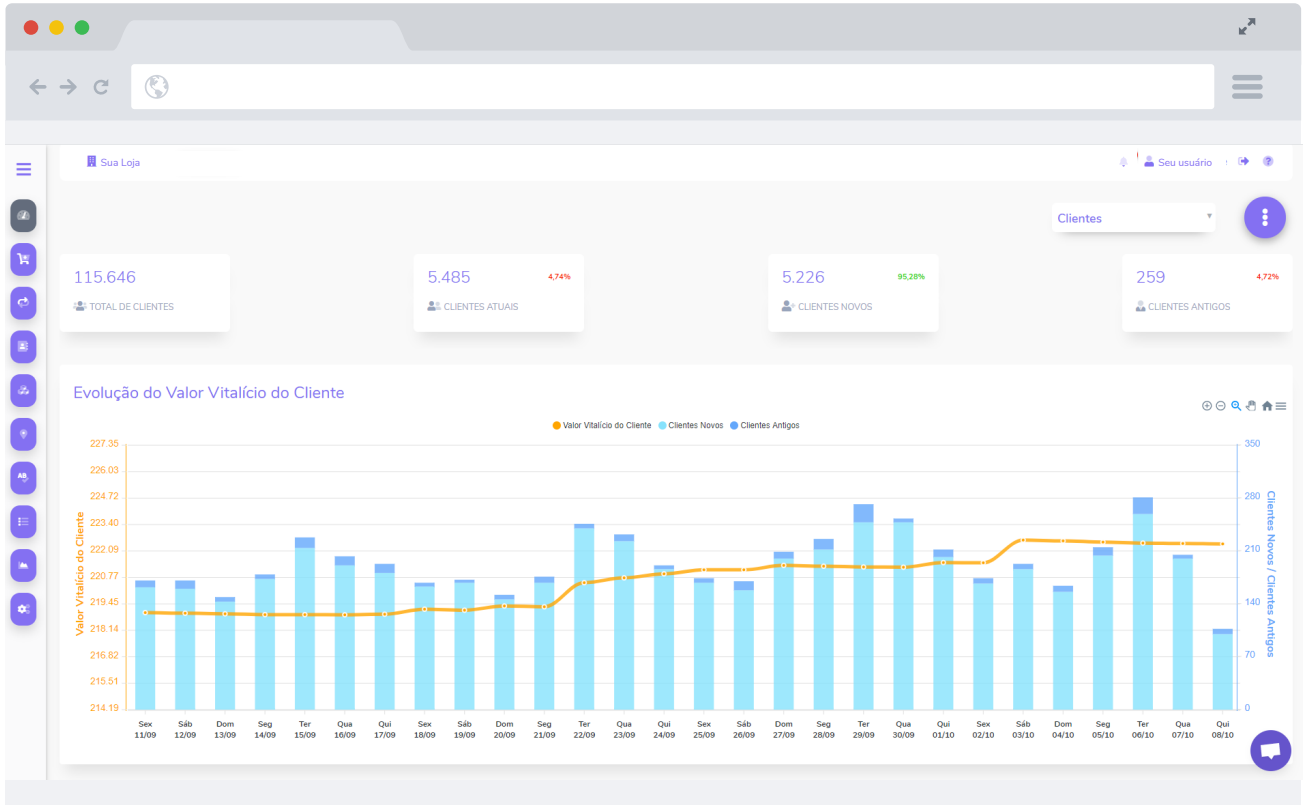 Sua Loja
Seu usuário
Clientes
115.646
TOTAL DE CLIENTES
5.485
4,74%
CLIENTES ATUAIS
5.226
95,28%
CLIENTES NOVOS
259
4,72%
CLIENTES ANTIGOS
Evolução do Valor Vitalício do Cliente
Valor Vitalício do Cliente Clientes Novos Clientes Antigos
227.35
226.03
224.72
223.40
222.09
220.77
219.45
218.14
216.82
215.51
214.19
Valor Vitalício do Cliente
350
280
210
140
70
0
Clientes Novos / Clientes Antigos
Sex Sáb Dom Seg Ter Qua Qui Sex Sáb Dom Seg Ter Qua Qui Sex Sáb Dom Seg Ter Qua Qui Sex Sáb Dom Seg Ter Qua Qui
11/09 12/09 13/09 14/09 15/09 16/09 17/09 18/09 19/09 20/09 21/09 22/09 23/09 24/09 25/09 26/09 27/09 28/09 29/09 30/09 01/10 02/10 03/10 04/10 05/10 06/10 07/10 08/10
AB